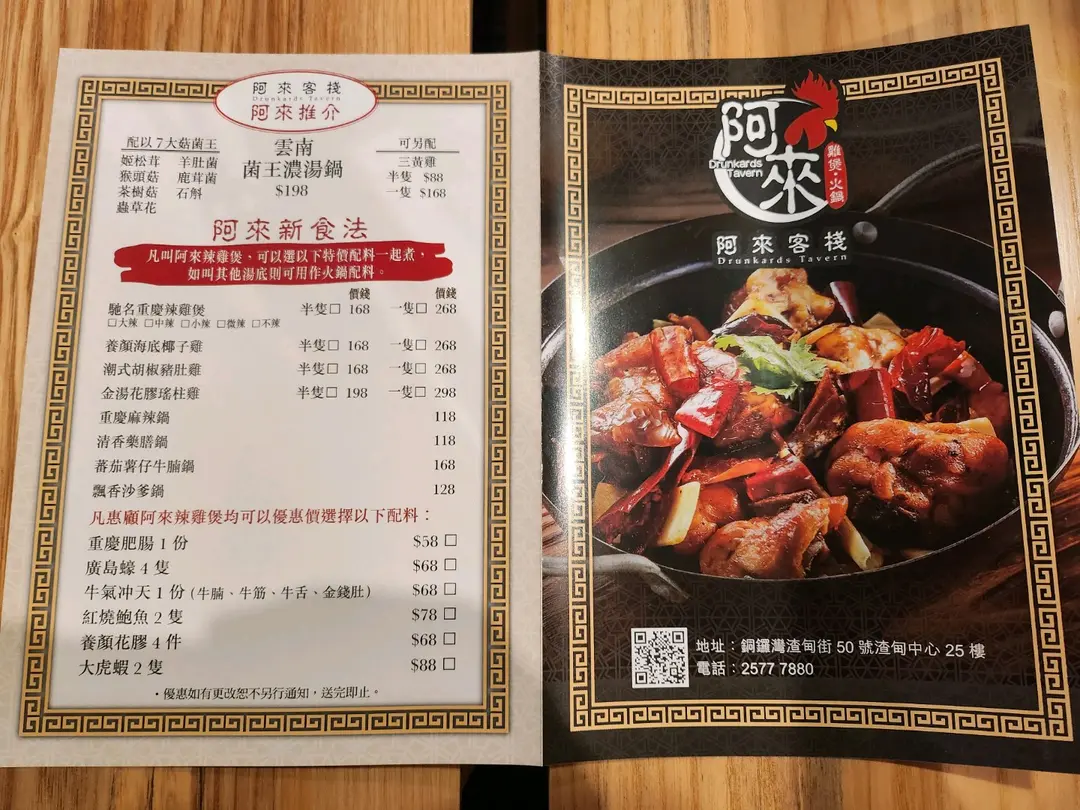 阿來客棧
Drunkards Tavern
阿來推介
配以7大菇菌王
姬松茸 羊肚菌
猴頭菇 鹿茸菌
茶樹菇 石斛
蟲草花
雲南
菌王濃湯鍋
$198
可另配
三黃雞
半隻 $88
一隻 $168
阿來新食法
凡叫阿來辣雞煲、可以選以下特價配料一起煮,
如叫其他湯底則可用作火鍋配料。
價錢 價錢
馳名重慶辣雞煲 半隻□ 168 一隻□ 268
□大辣 □中辣 □小辣 □微辣 □不辣
養顏海底椰子雞 半隻□ 168 一隻□ 268
潮式胡椒豬肚雞 半隻□ 168 一隻□ 268
金湯花膠瑤柱雞 半隻□ 198 一隻□ 298
重慶麻辣鍋 118
清香藥膳鍋 118
蕃茄薯仔牛腩鍋 168
飄香沙爹鍋 128
凡惠顧阿來辣雞煲均可以優惠價選擇以下配料：
重慶肥腸 1 份 $58 □
廣島蠔 4 隻 $68 □
牛氣冲天 1 份 (牛腩、牛筋、牛舌、金錢肚) $68 □
紅燒鮑魚 2 隻 $78 □
養顏花膠 4 件 $68 □
大虎蝦 2 隻 $88 □
・優惠如有更改恕不另行通知，送完即止。
阿來
Drunkards
Tavern
雞煲・火鍋
阿來客棧
Drunkards Tavern
地址：銅鑼灣渣甸街 50 號渣甸中心 25 樓
電話：2577 7880